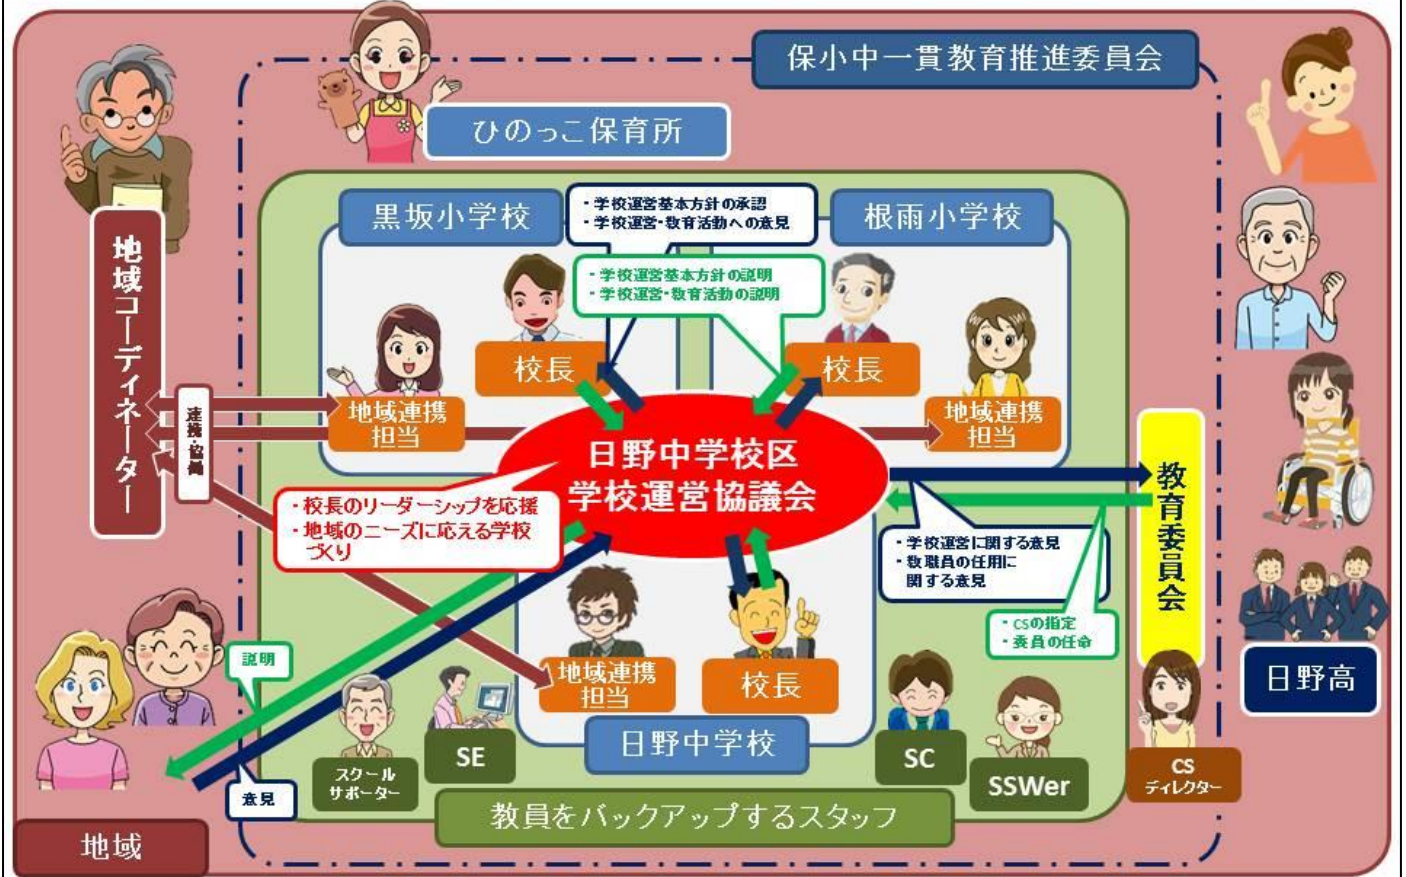 保小中一貫教育推進委員会
ひのっこ保育所
黒坂小学校
・学校運営基本方針の承認
・学校運営・教育活動への意見
根雨小学校
・学校運営基本方針の説明
・学校運営・教育活動の説明
校長
校長
地域連携
担当
地域連携
担当
地域コーディネーター
連携・協働
日野中学校区
学校運営協議会
・校長のリーダーシップを応援
・地域のニーズに応える学校
づくり
教育委員会
・学校運営に関する意見
・教職員の任用に
関する意見
・CSの指定
・委員の任命
説明
意見
地域連携
担当
校長
日野中学校
スクール
サポーター
SE
SC
SSWer
CS
ディレクター
日野高
教員をバックアップするスタッフ
地域